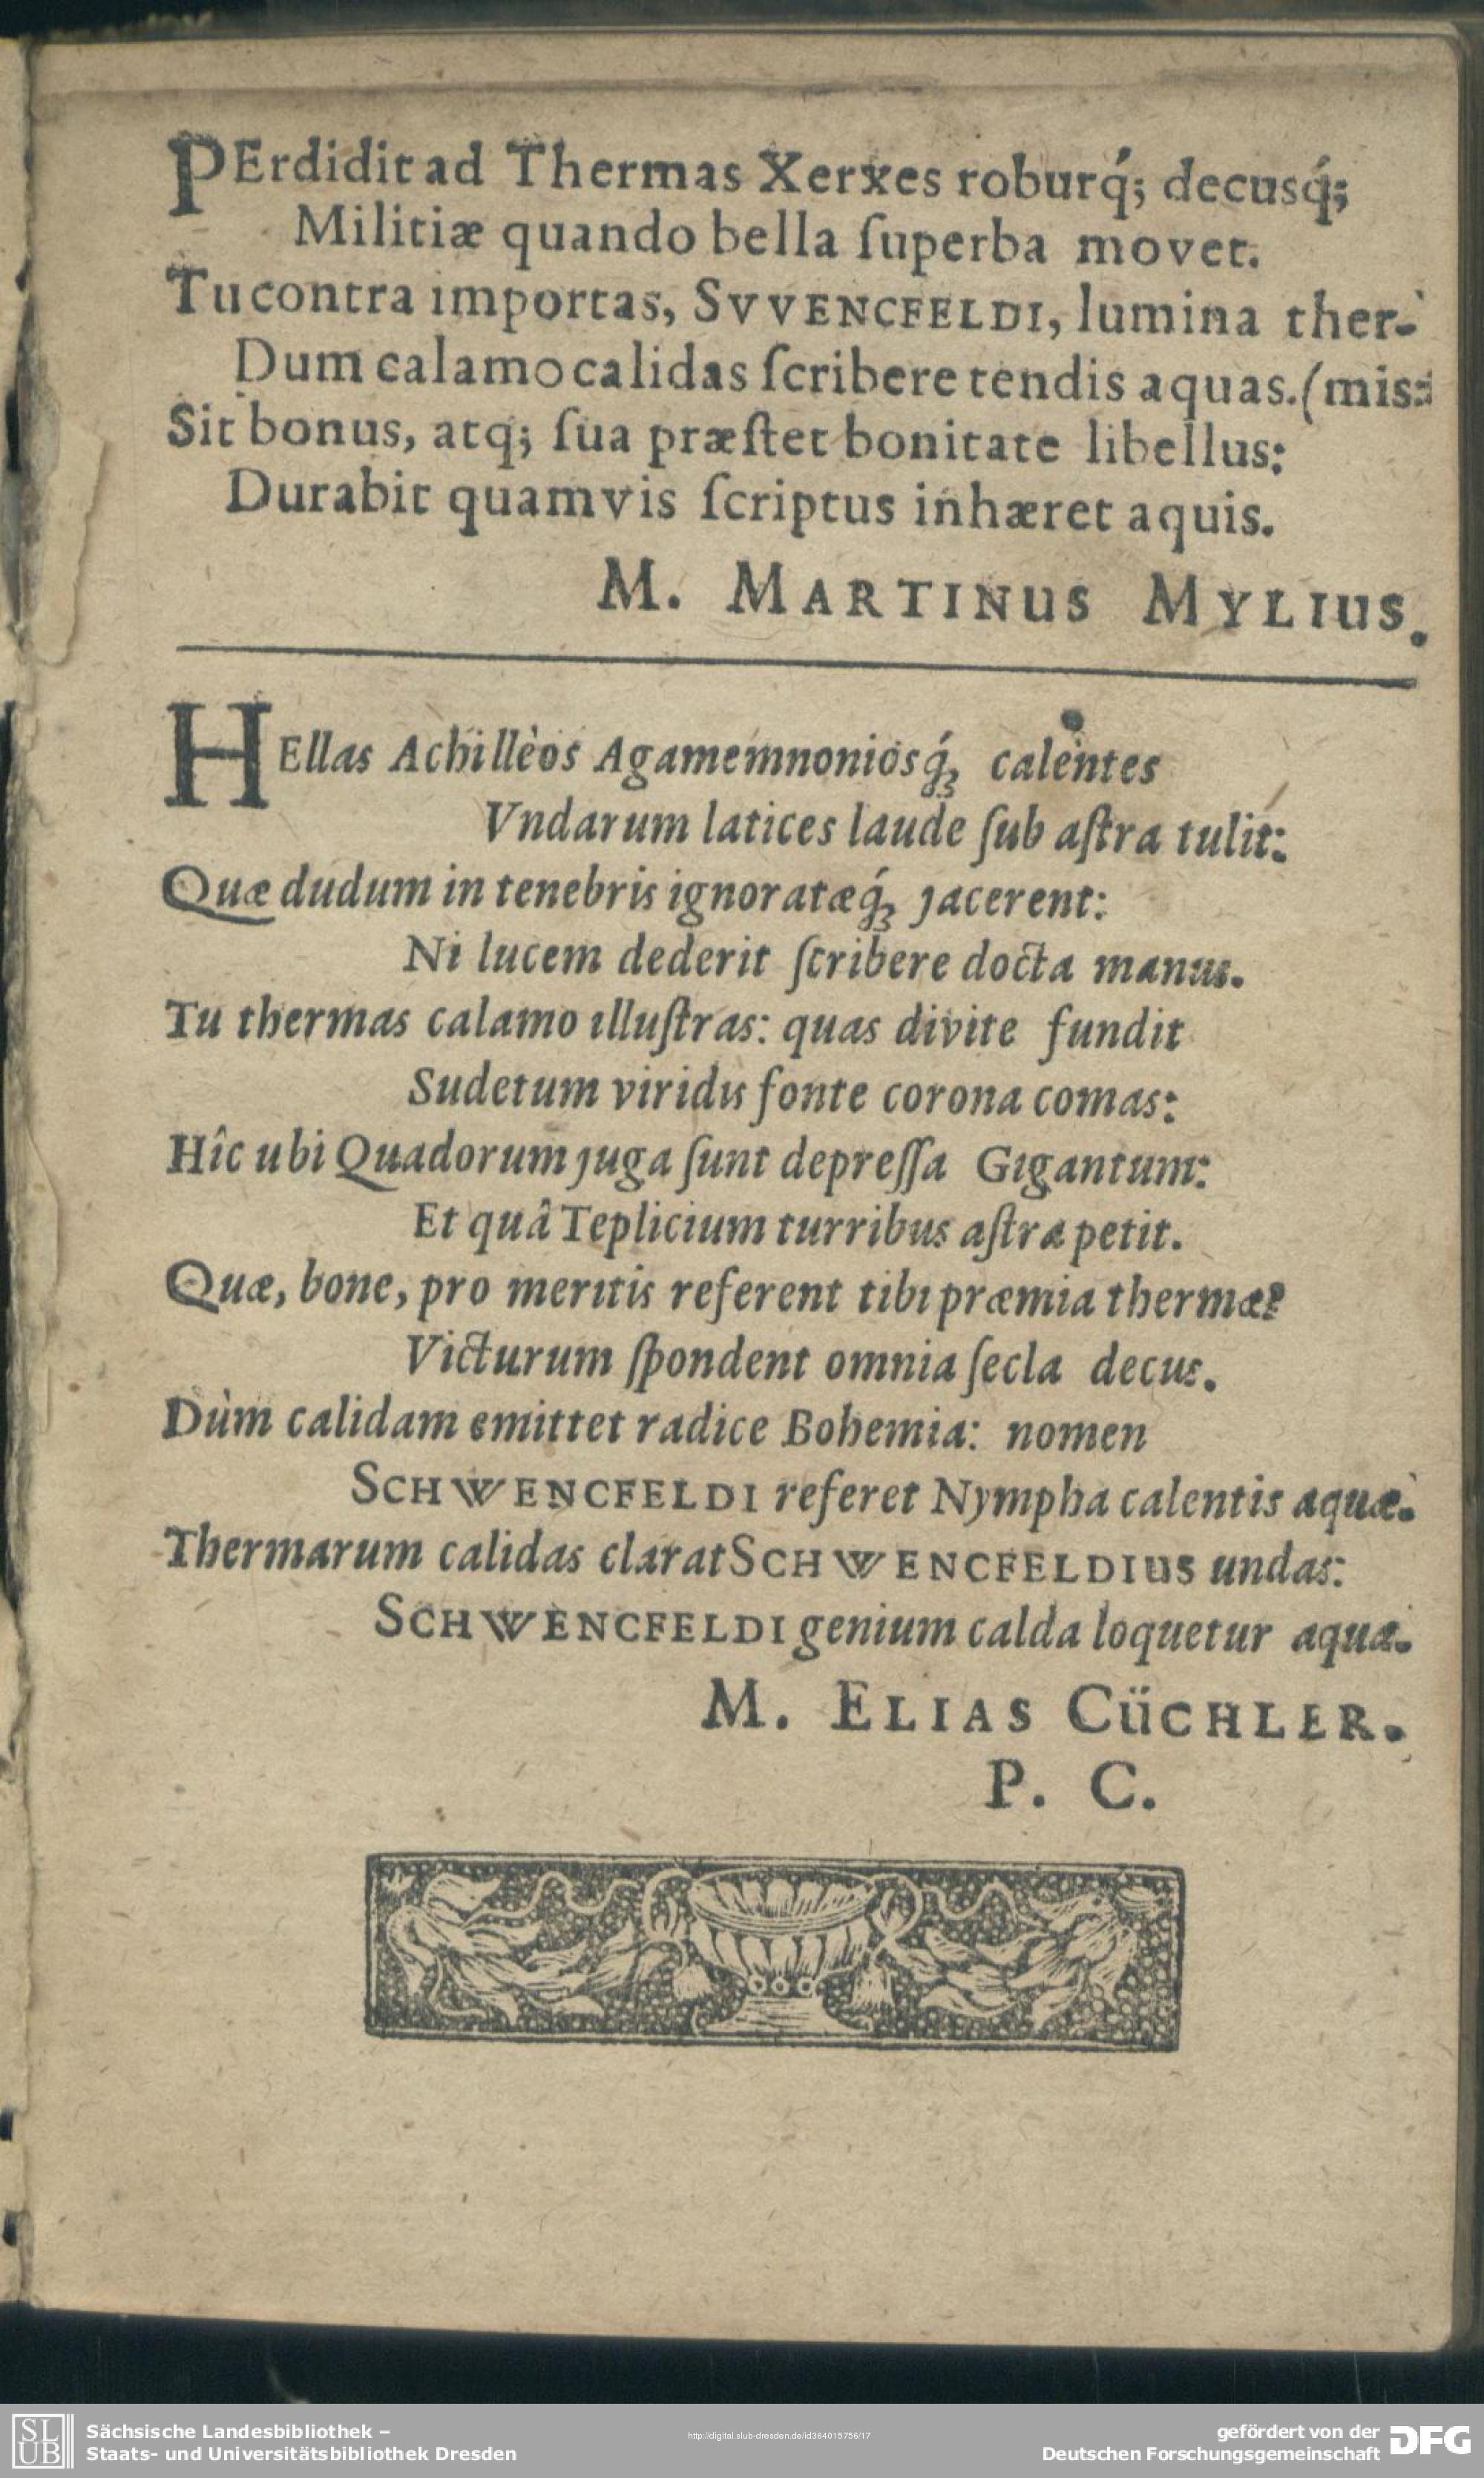 PErdidit ad Thermas Xerxes roburq́; decusq́;
Militiæ quando bella ſuperba movet.
Tu contra importas, SVVENCFELDI, lumina ther-
Dum calamo calidas ſcribere tendis aquas. (mis:
Sit bonus, atq; ſua præſtet bonitate libellus:
Durabit quamvis ſcriptus inhæret aquis.
M. MARTINUS MYLIUS.
HEllas Achillèos Agamemnoniosq́ꝫ calentes
Vndarum latices laude ſub aſtra tulit:
Quæ dudum in tenebris ignoratæq́ꝫ jacerent:
Ni lucem dederit ſcribere docta manus.
Tu thermas calamo illuſtras: quas divite fundit
Sudetum viridis fonte corona comas:
Hîc ubi Quadorum juga ſunt depreſſa Gigantum:
Et quâ Teplicium turribus aſtra petit.
Quæ, bone, pro meritis referent tibi præmia thermæ?
Victurum ſpondent omnia ſecla decus.
Dùm calidam emittet radice Bohemia: nomen
SCHWENCFELDI referet Nympha calentis aquæ.
Thermarum calidas clarat SCHWENCFELDIUS undas:
SCHWENCFELDI genium calda loquetur aqua.
M. ELIAS CÜCHLER.
P. C.
SLUB
Sächsische Landesbibliothek –
Staats- und Universitätsbibliothek Dresden
http://digital.slub-dresden.de/id364015756/17
gefördert von der
Deutschen Forschungsgemeinschaft
DFG